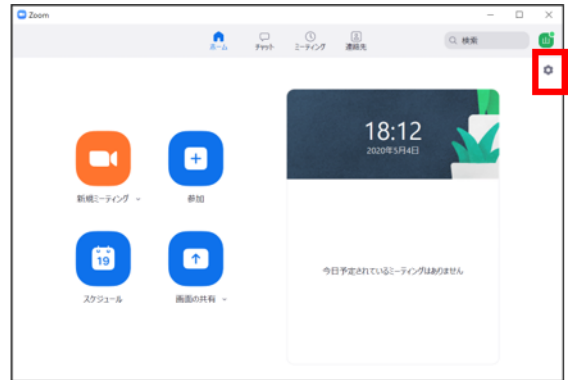 Zoom
ホーム
チャット
ミーティング
連絡先
検索
山
18:12
2020年5月4日
新規ミーティング
参加
19
スケジュール
画面の共有
今日予定されているミーティングはありません